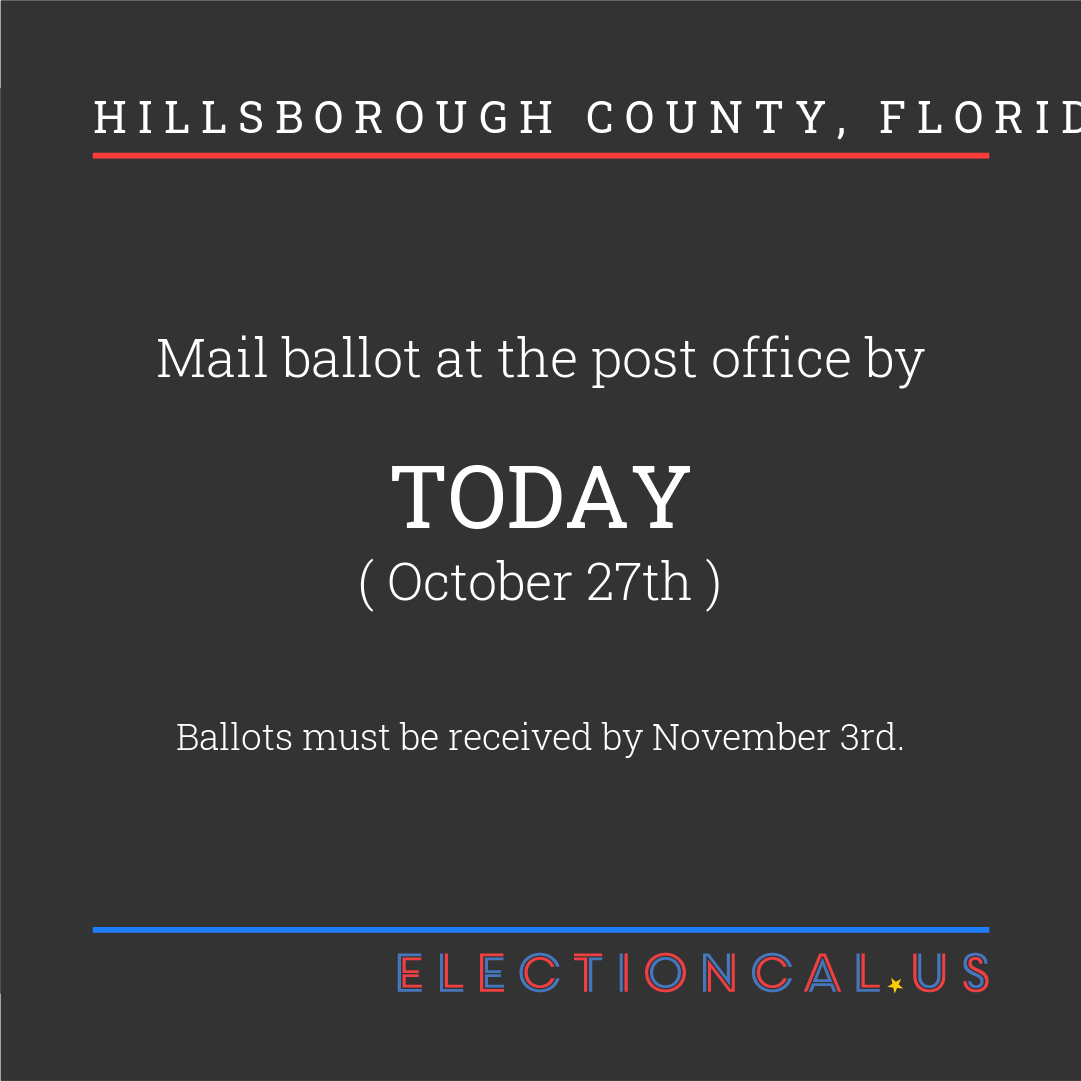 HILLSBOROUGH COUNTY, FLORID
Mail ballot at the post office by
TODAY
( October 27th )
Ballots must be received by November 3rd.
ELECTIONCAL.US